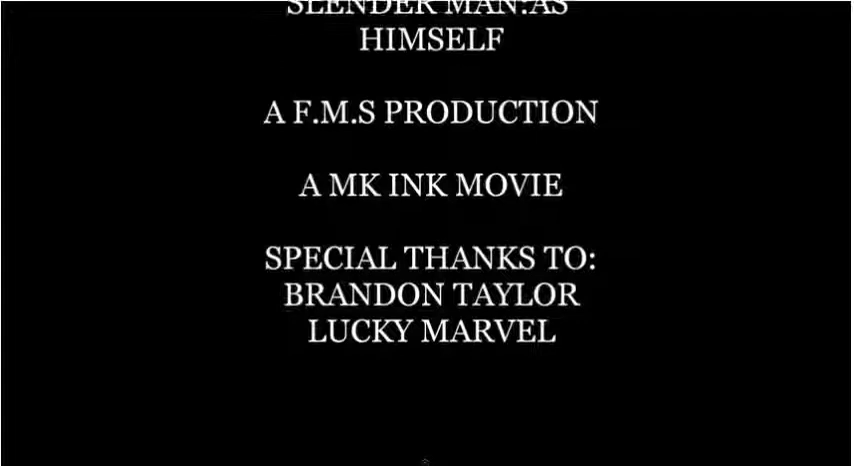 SLENDER MAN:AS
HIMSELF
A F.M.S PRODUCTION
A MK INK MOVIE
SPECIAL THANKS TO:
BRANDON TAYLOR
LUCKY MARVEL